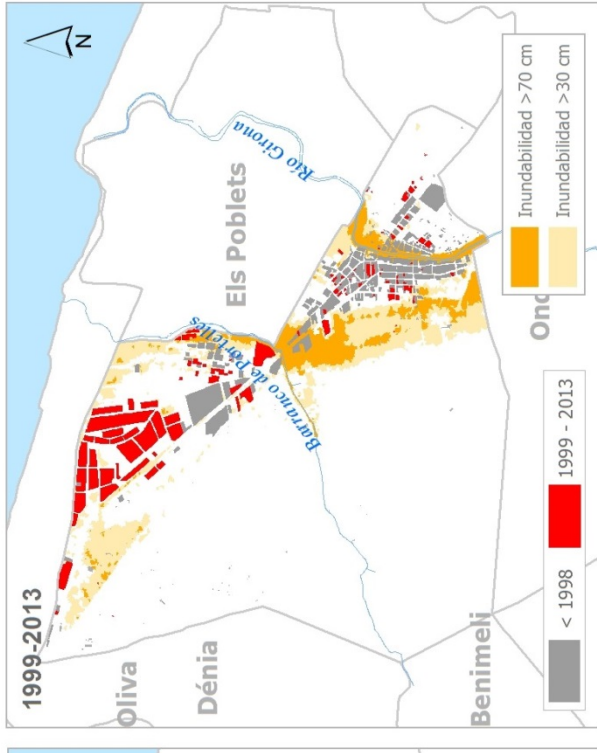 1999-2013
N
Oliva
Dénia
Els Poblets
Río Girona
Barranco de Portelles
Benimeli
Ond
< 1998
1999 - 2013
Inundabilidad >70 cm
Inundabilidad >30 cm